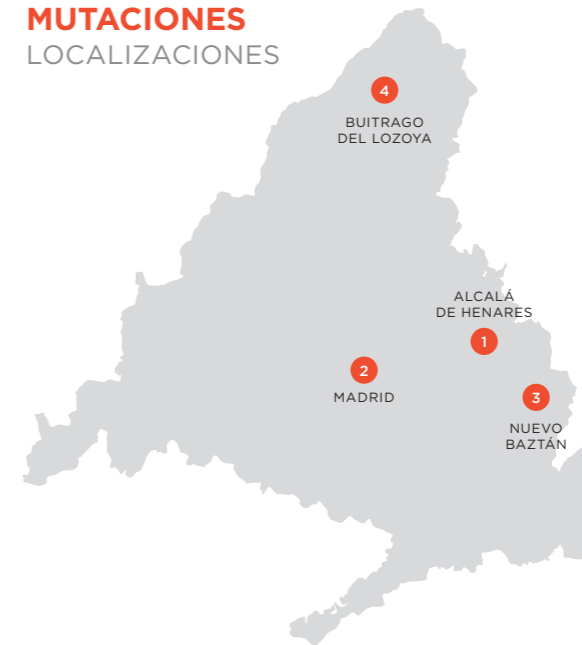 MUTACIONES
LOCALIZACIONES
4
BUITRAGO
DEL LOZOYA
ALCALÁ
DE HENARES
1
2
MADRID
3
NUEVO
BAZTÁN